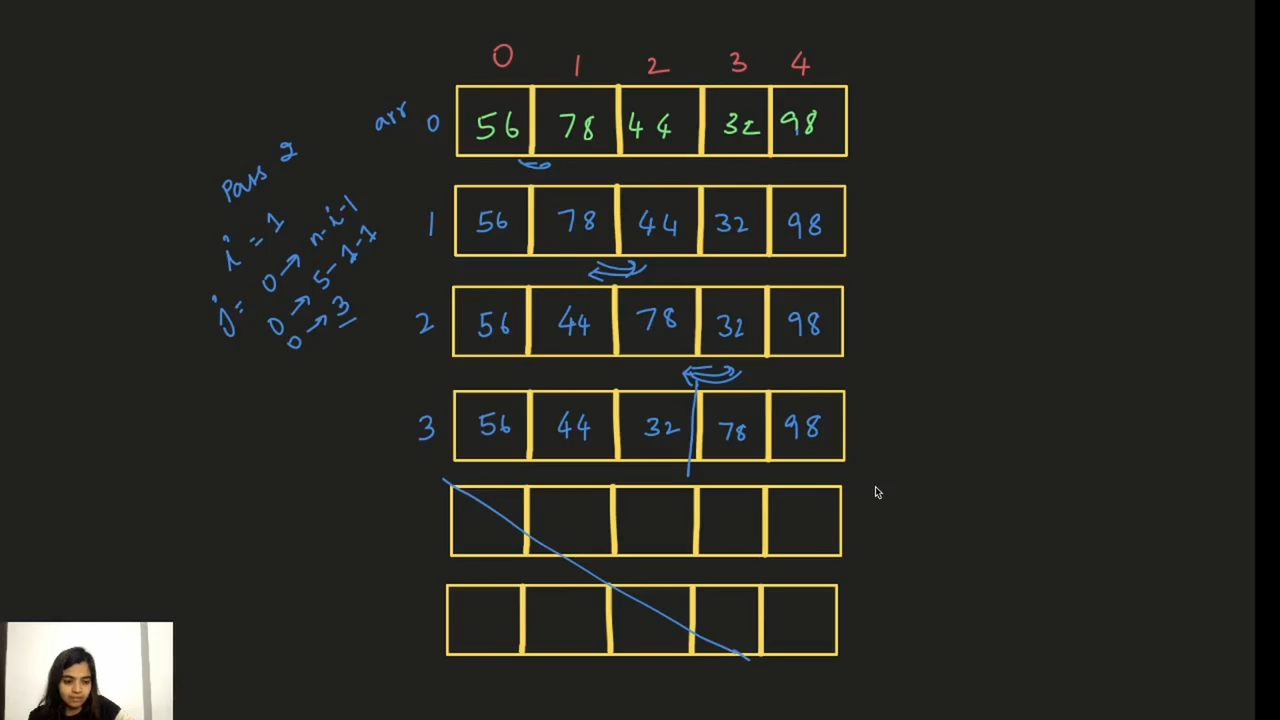 0 1 2 3 4
arr 0 56 78 44 32 98
Pass 2
1 56 78 44 32 98
i = 1
j = 0 → n-i-1
0 → 5-1-1
0 → 3
2 56 44 78 32 98
3 56 44 32 78 98